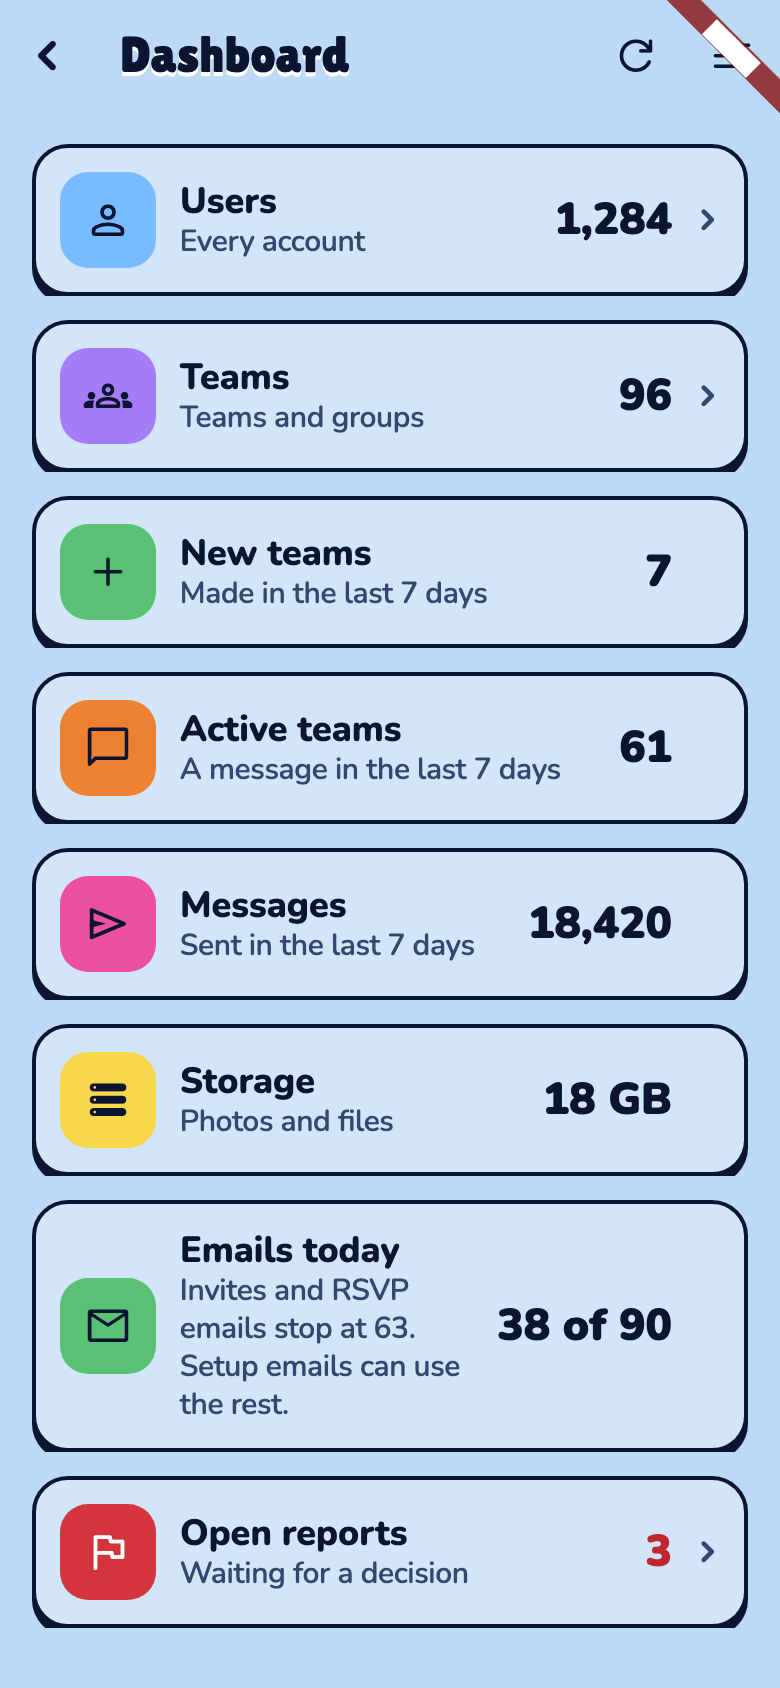 Dashboard
Users
Every account
1,284
Teams
Teams and groups
96
New teams
Made in the last 7 days
7
Active teams
A message in the last 7 days
61
Messages
Sent in the last 7 days
18,420
Storage
Photos and files
18 GB
Emails today
Invites and RSVP
emails stop at 63.
Setup emails can use
the rest.
38 of 90
Open reports
Waiting for a decision
3